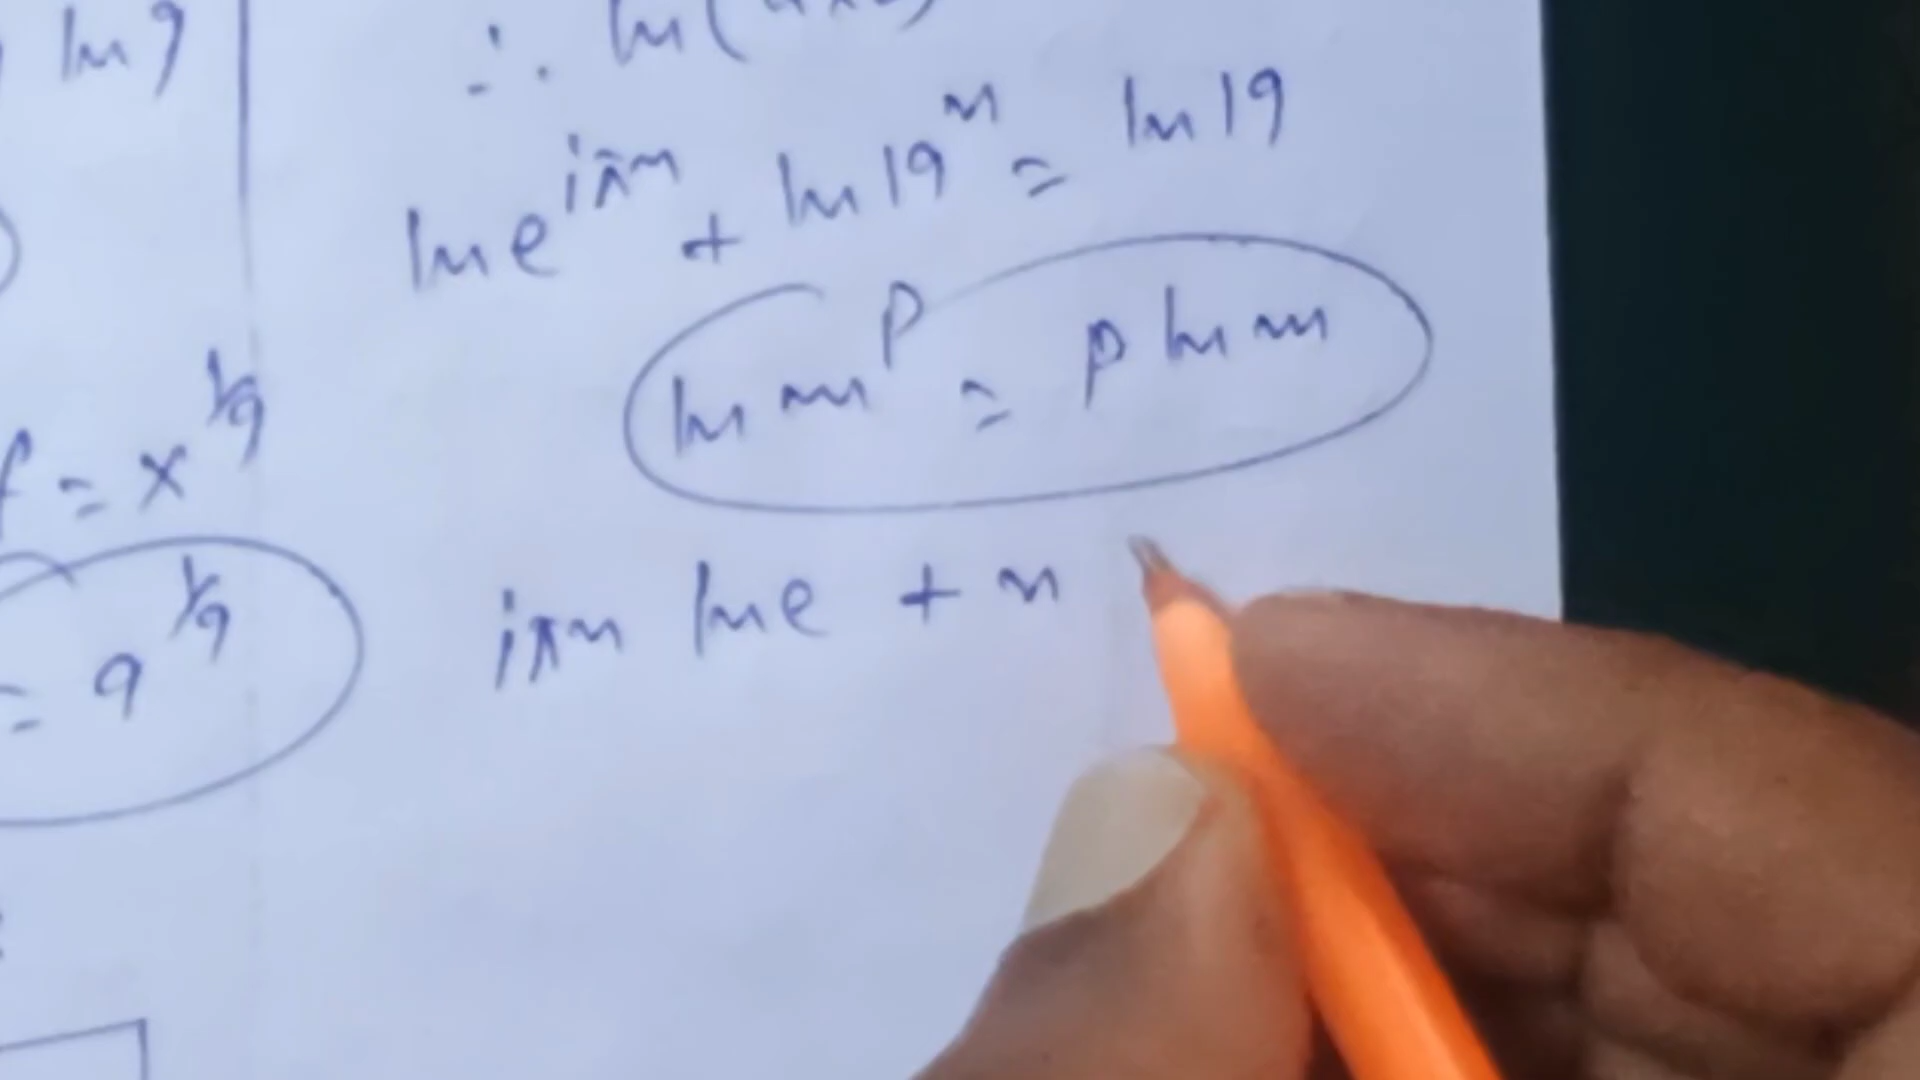 ln 9
∴ ln(
ln e^{iπn} + ln 19^n = ln 19
ln m^p = p ln m
f = x^{1/9}
iπn ln e + n
= 9^{1/9}